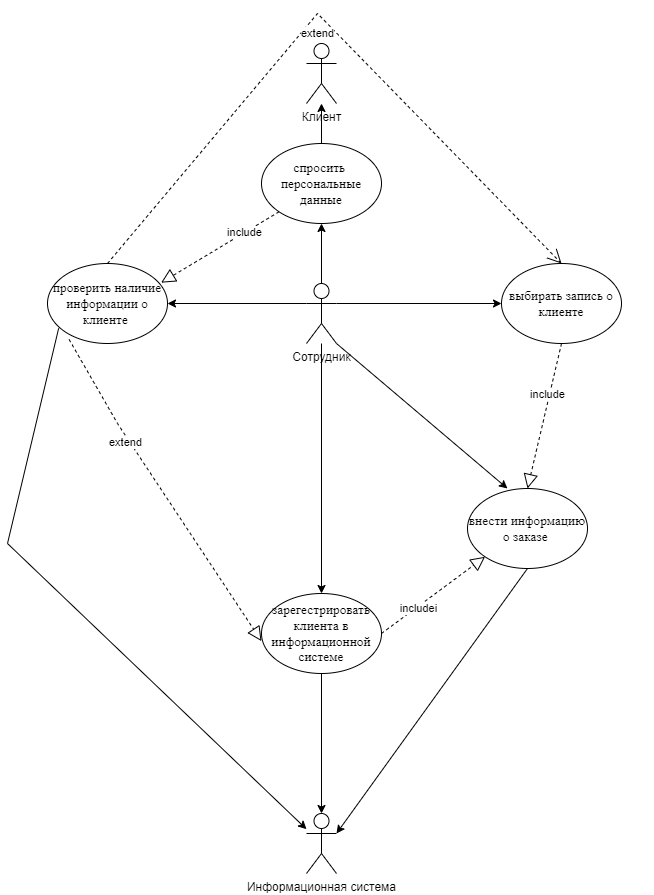 extend
Клиент
спросить
персональные
данные
include
проверить наличие
информации о
клиенте
выбирать запись о
клиенте
Сотрудник
include
extend
внести информацию
о заказе
зарегестрировать
клиента в
информационной
системе
includei
Информационная система